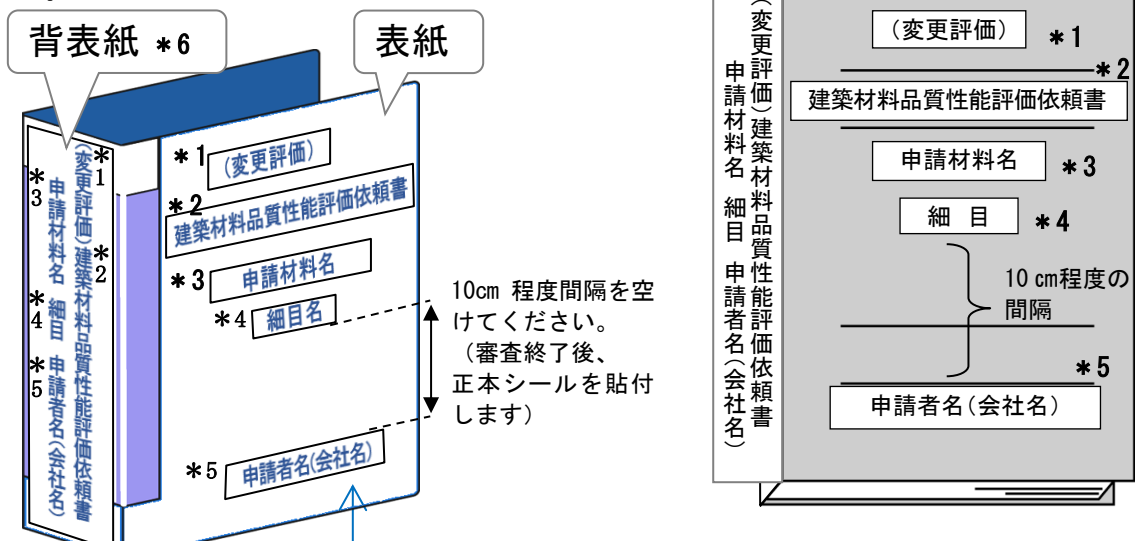 背表紙 *6
表紙
(変更評価)建築材料品質性能評価依頼書
*1
*2
申請材料名 細目 申請者名(会社名)
*3
*4
*5
*1 (変更評価)
*2
建築材料品質性能評価依頼書
*3 申請材料名
*4 細目名
10cm 程度間隔を空
けてください。
(審査終了後、
正本シールを貼付
します)
*5 申請者名(会社名)
(変更評価)建築材料品質性能評価依頼書
申請材料名 細目 申請者名(会社名)
(変更評価) *1
*2
建築材料品質性能評価依頼書
申請材料名 *3
細 目 *4
10 cm程度の
間隔
*5
申請者名(会社名)